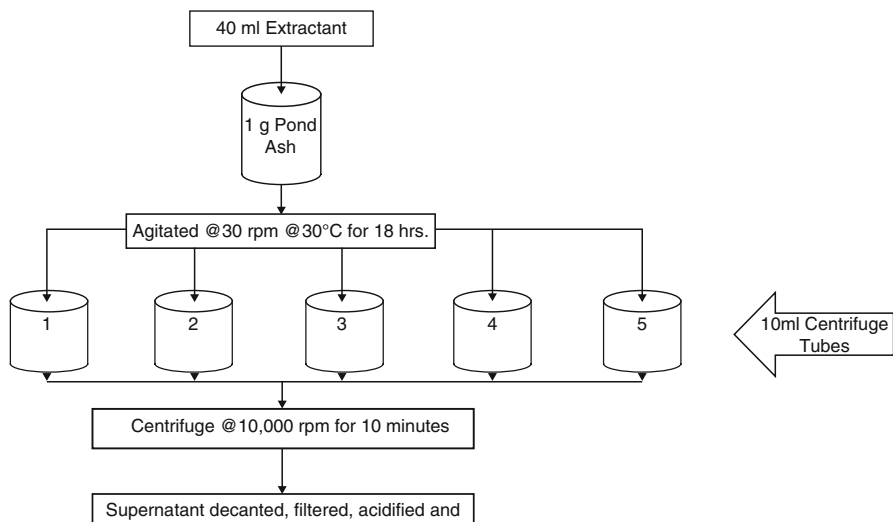 40 ml Extractant
1 g Pond
Ash
Agitated @30 rpm @30°C for 18 hrs.
1
2
3
4
5
10ml Centrifuge
Tubes
Centrifuge @10,000 rpm for 10 minutes
Supernatant decanted, filtered, acidified and